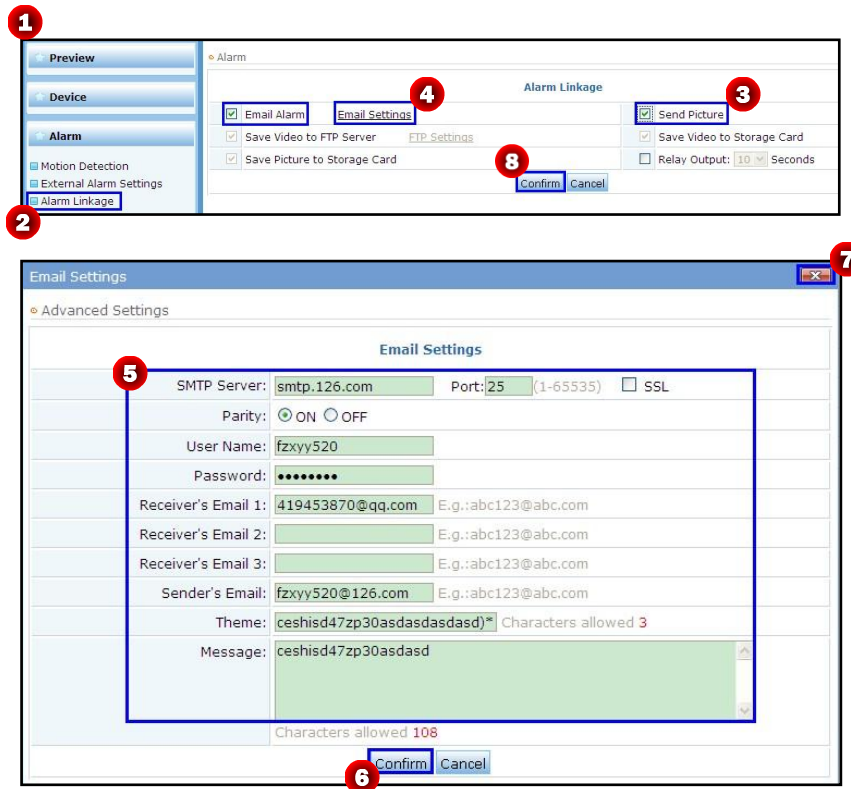 1
Preview
Alarm
Alarm Linkage
4
3
Device
Email Alarm Email Settings Send Picture
Alarm
Save Video to FTP Server FTP Settings Save Video to Storage Card
Save Picture to Storage Card Relay Output: 10 Seconds
8
Motion Detection
External Alarm Settings
Confirm Cancel
Alarm Linkage
2
7
Email Settings
Advanced Settings
Email Settings
5
SMTP Server: smtp.126.com Port: 25 (1-65535) SSL
Parity: ON OFF
User Name: fzxyy520
Password: ••••••••
Receiver's Email 1: 419453870@qq.com E.g.:abc123@abc.com
Receiver's Email 2: E.g.:abc123@abc.com
Receiver's Email 3: E.g.:abc123@abc.com
Sender's Email: fzxyy520@126.com E.g.:abc123@abc.com
Theme: ceshisd47zp30asdasdasdasd)* Characters allowed 3
Message: ceshisd47zp30asdasd
Characters allowed 108
Confirm Cancel
6